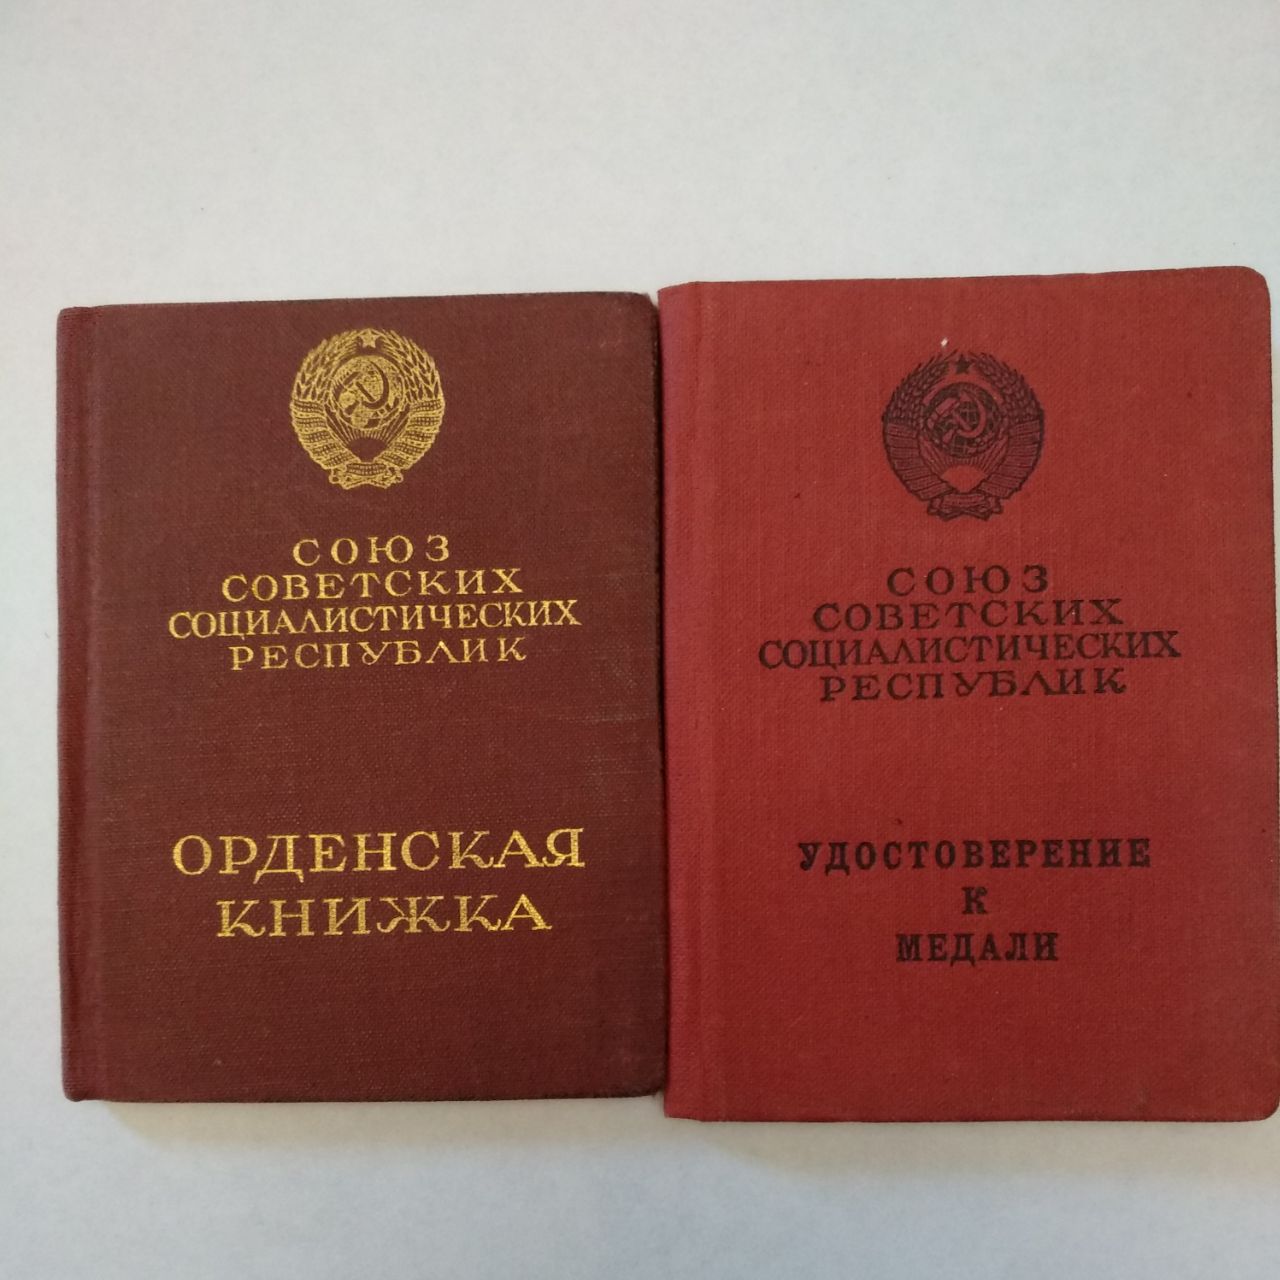 СОЮЗ
СОВЕТСКИХ
СОЦИАЛИСТИЧЕСКИХ
РЕСПУБЛИК
ОРДЕНСКАЯ
КНИЖКА
СОЮЗ
СОВЕТСКИХ
СОЦИАЛИСТИЧЕСКИХ
РЕСПУБЛИК
УДОСТОВЕРЕНИЕ
К
МЕДАЛИ